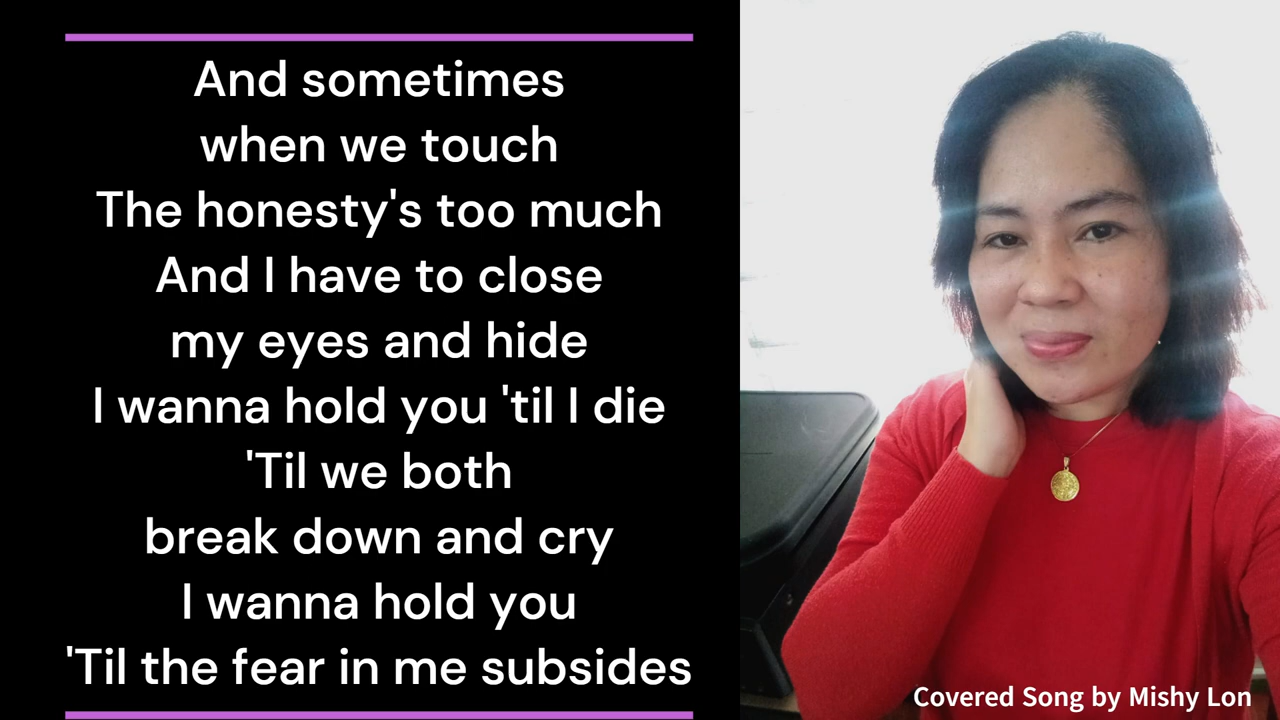 And sometimes
when we touch
The honesty's too much
And I have to close
my eyes and hide
I wanna hold you 'til I die
'Til we both
break down and cry
I wanna hold you
'Til the fear in me subsides
Covered Song by Mishy Lon